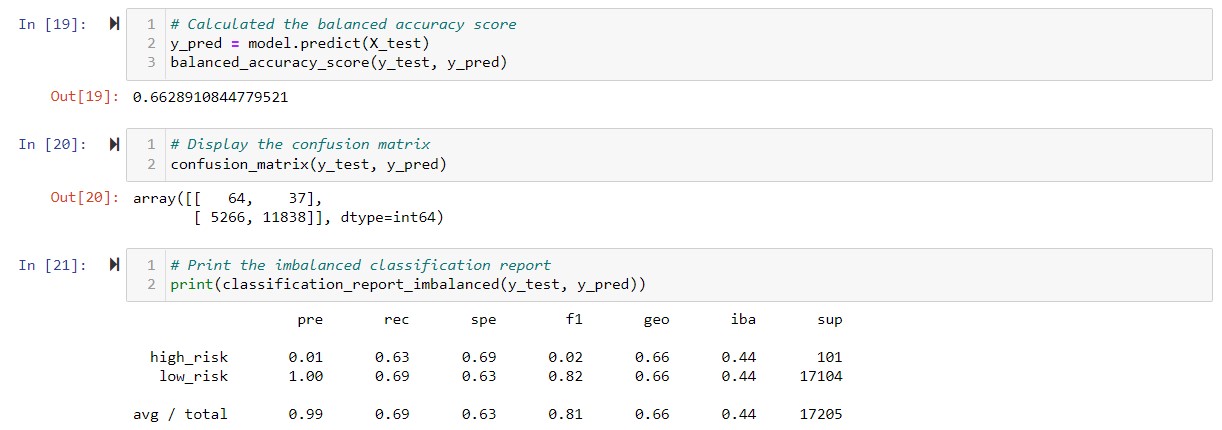 In [19]: 1 # Calculated the balanced accuracy score
2 y_pred = model.predict(X_test)
3 balanced_accuracy_score(y_test, y_pred)
Out[19]: 0.6628910844779521
In [20]: 1 # Display the confusion matrix
2 confusion_matrix(y_test, y_pred)
Out[20]: array([[ 64, 37],
[ 5266, 11838]], dtype=int64)
In [21]: 1 # Print the imbalanced classification report
2 print(classification_report_imbalanced(y_test, y_pred))
pre rec spe f1 geo iba sup
high_risk 0.01 0.63 0.69 0.02 0.66 0.44 101
low_risk 1.00 0.69 0.63 0.82 0.66 0.44 17104
avg / total 0.99 0.69 0.63 0.81 0.66 0.44 17205